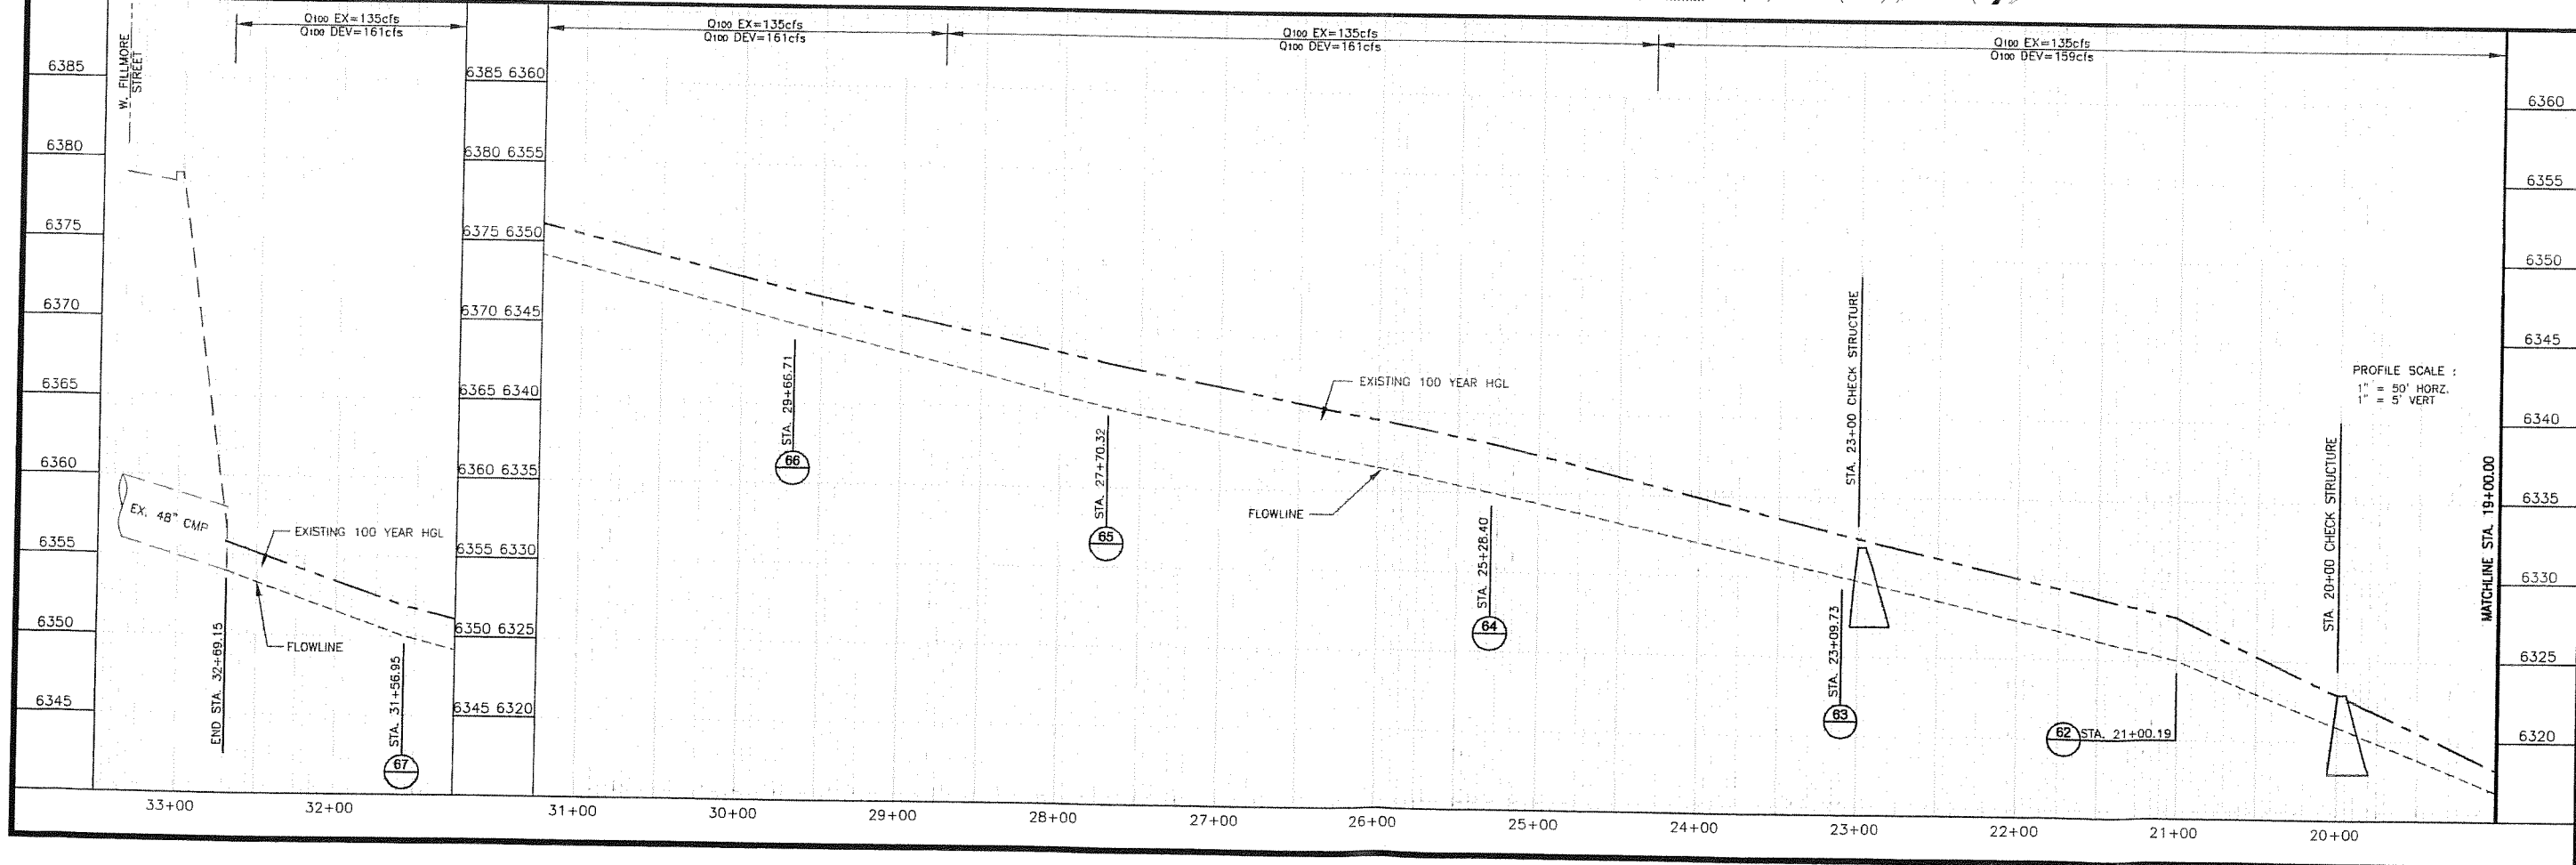 Q100 EX=135cfs
Q100 DEV=161cfs
Q100 EX=135cfs
Q100 DEV=161cfs
Q100 EX=135cfs
Q100 DEV=161cfs
Q100 EX=135cfs
Q100 DEV=159cfs
W. FILLMORE
STREET
6385
6380
6375
6370
6365
6360
6355
6350
6345
EX. 48" CMP
EXISTING 100 YEAR HGL
FLOWLINE
END STA. 32+69.15
STA. 31+56.95
67
6385 6360
6380 6355
6375 6350
6370 6345
6365 6340
6360 6335
6355 6330
6350 6325
6345 6320
STA. 29+66.71
66
STA. 27+70.32
65
EXISTING 100 YEAR HGL
FLOWLINE
STA. 25+28.40
64
STA. 23+00 CHECK STRUCTURE
STA. 23+09.73
63
62
STA. 21+00.19
STA. 20+00 CHECK STRUCTURE
PROFILE SCALE :
1" = 50' HORZ.
1" = 5' VERT
MATCHLINE STA. 19+00.00
6360
6355
6350
6345
6340
6335
6330
6325
6320
33+00
32+00
31+00
30+00
29+00
28+00
27+00
26+00
25+00
24+00
23+00
22+00
21+00
20+00